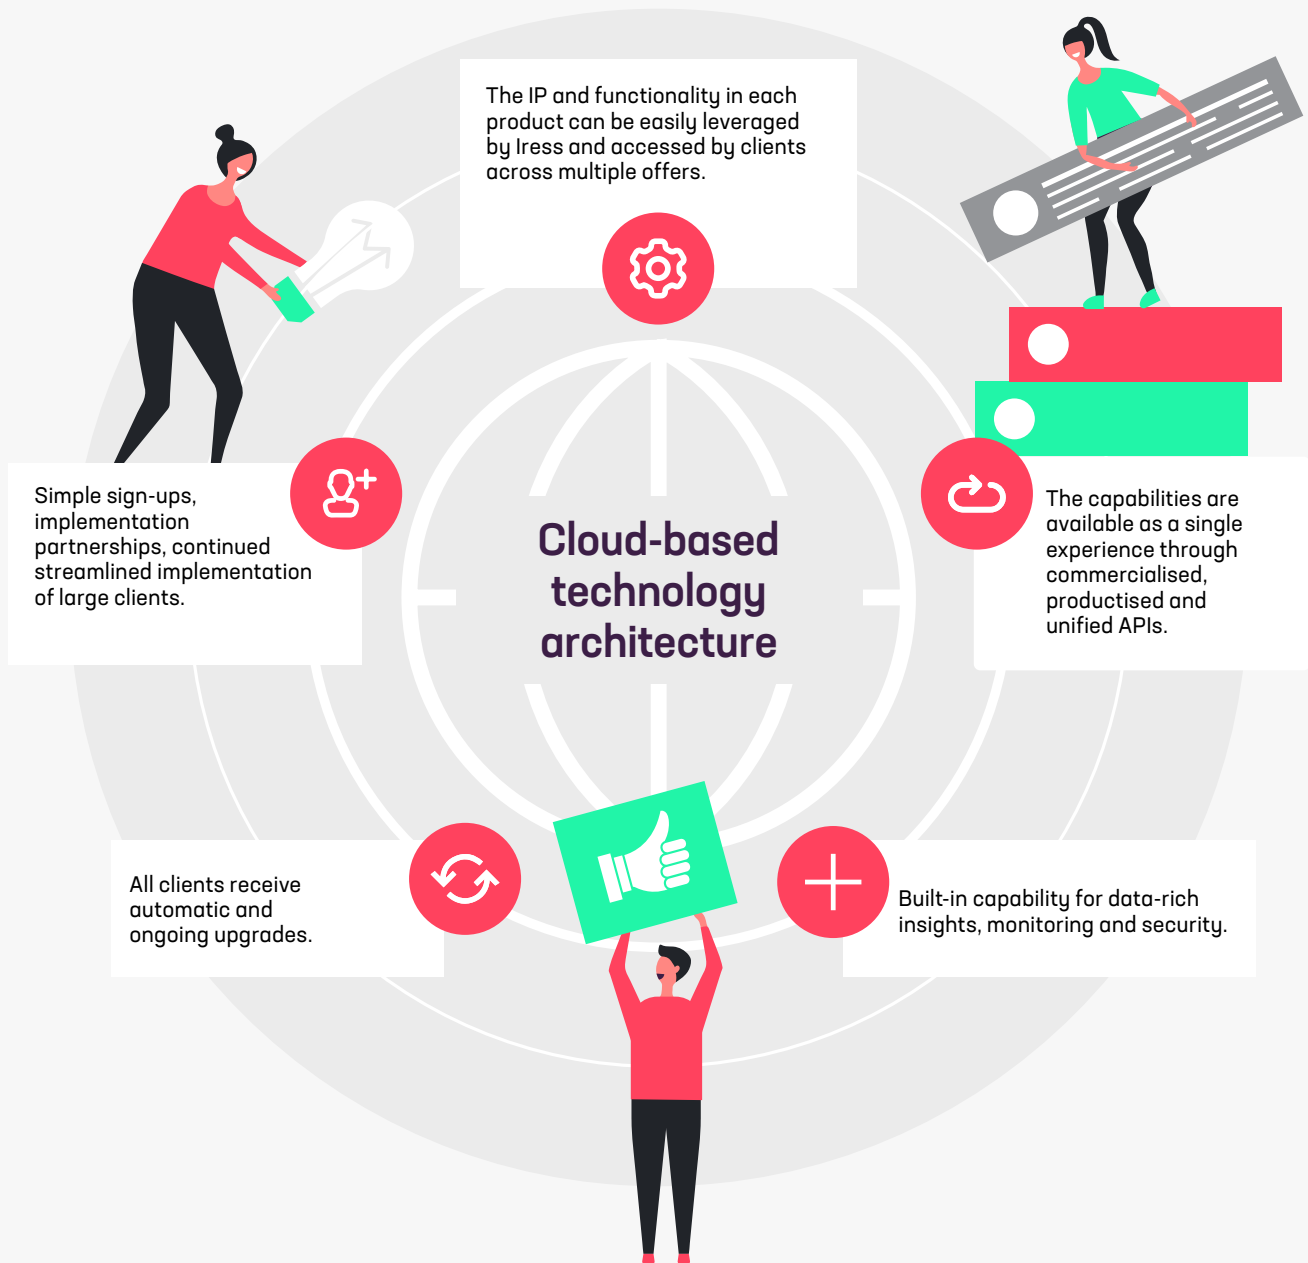 The IP and functionality in each
product can be easily leveraged
by Iress and accessed by clients
across multiple offers.
Simple sign-ups,
implementation
partnerships, continued
streamlined implementation
of large clients.
Cloud-based
technology
architecture
The capabilities are
available as a single
experience through
commercialised,
productised and
unified APIs.
All clients receive
automatic and
ongoing upgrades.
Built-in capability for data-rich
insights, monitoring and security.